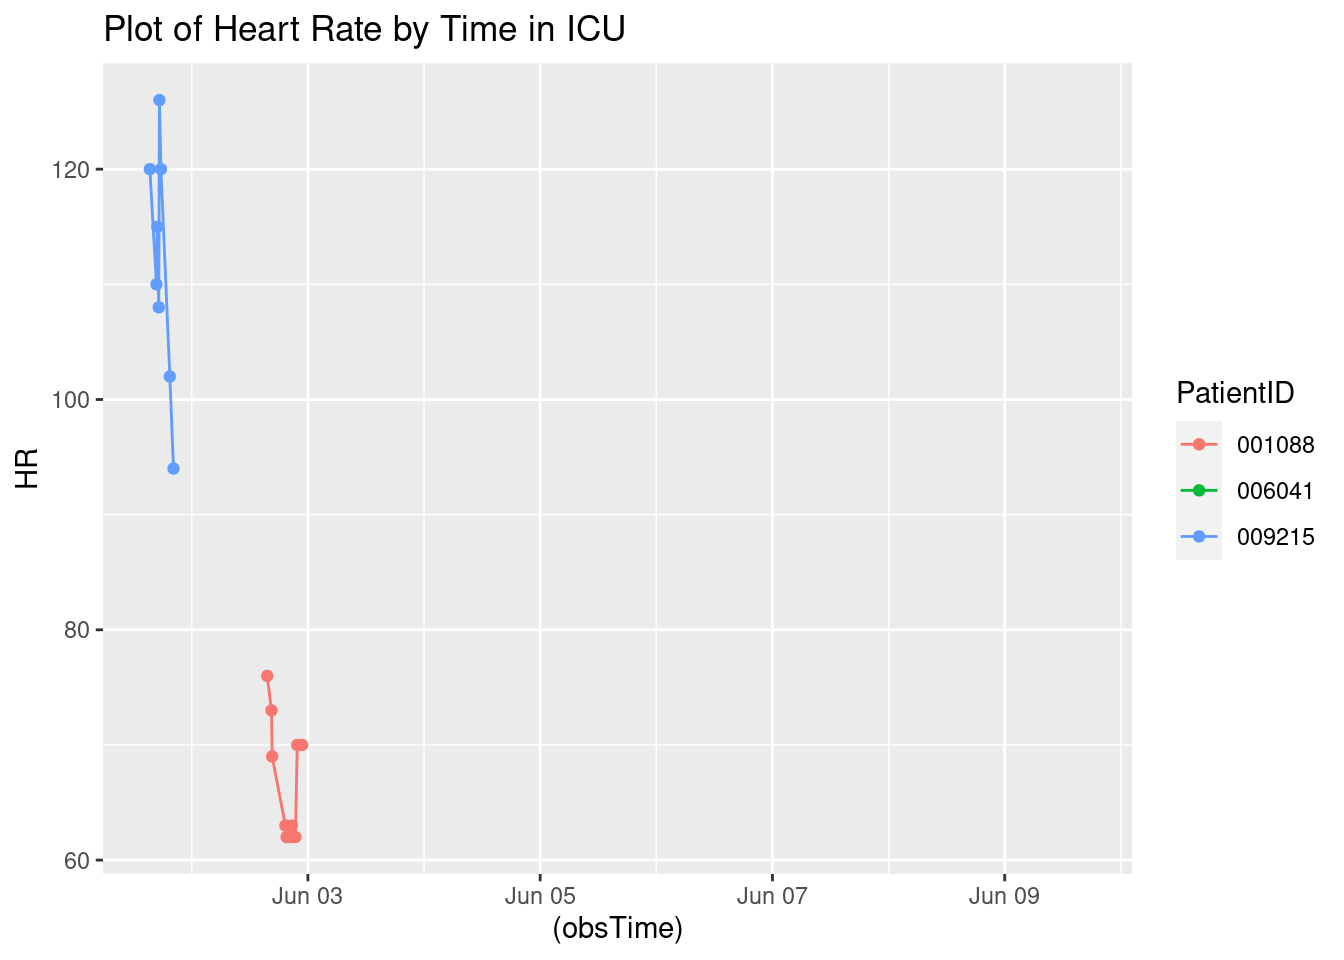 Plot of Heart Rate by Time in ICU
120
100
80
60
HR
Jun 03
Jun 05
Jun 07
Jun 09
(obsTime)
PatientID
001088
006041
009215